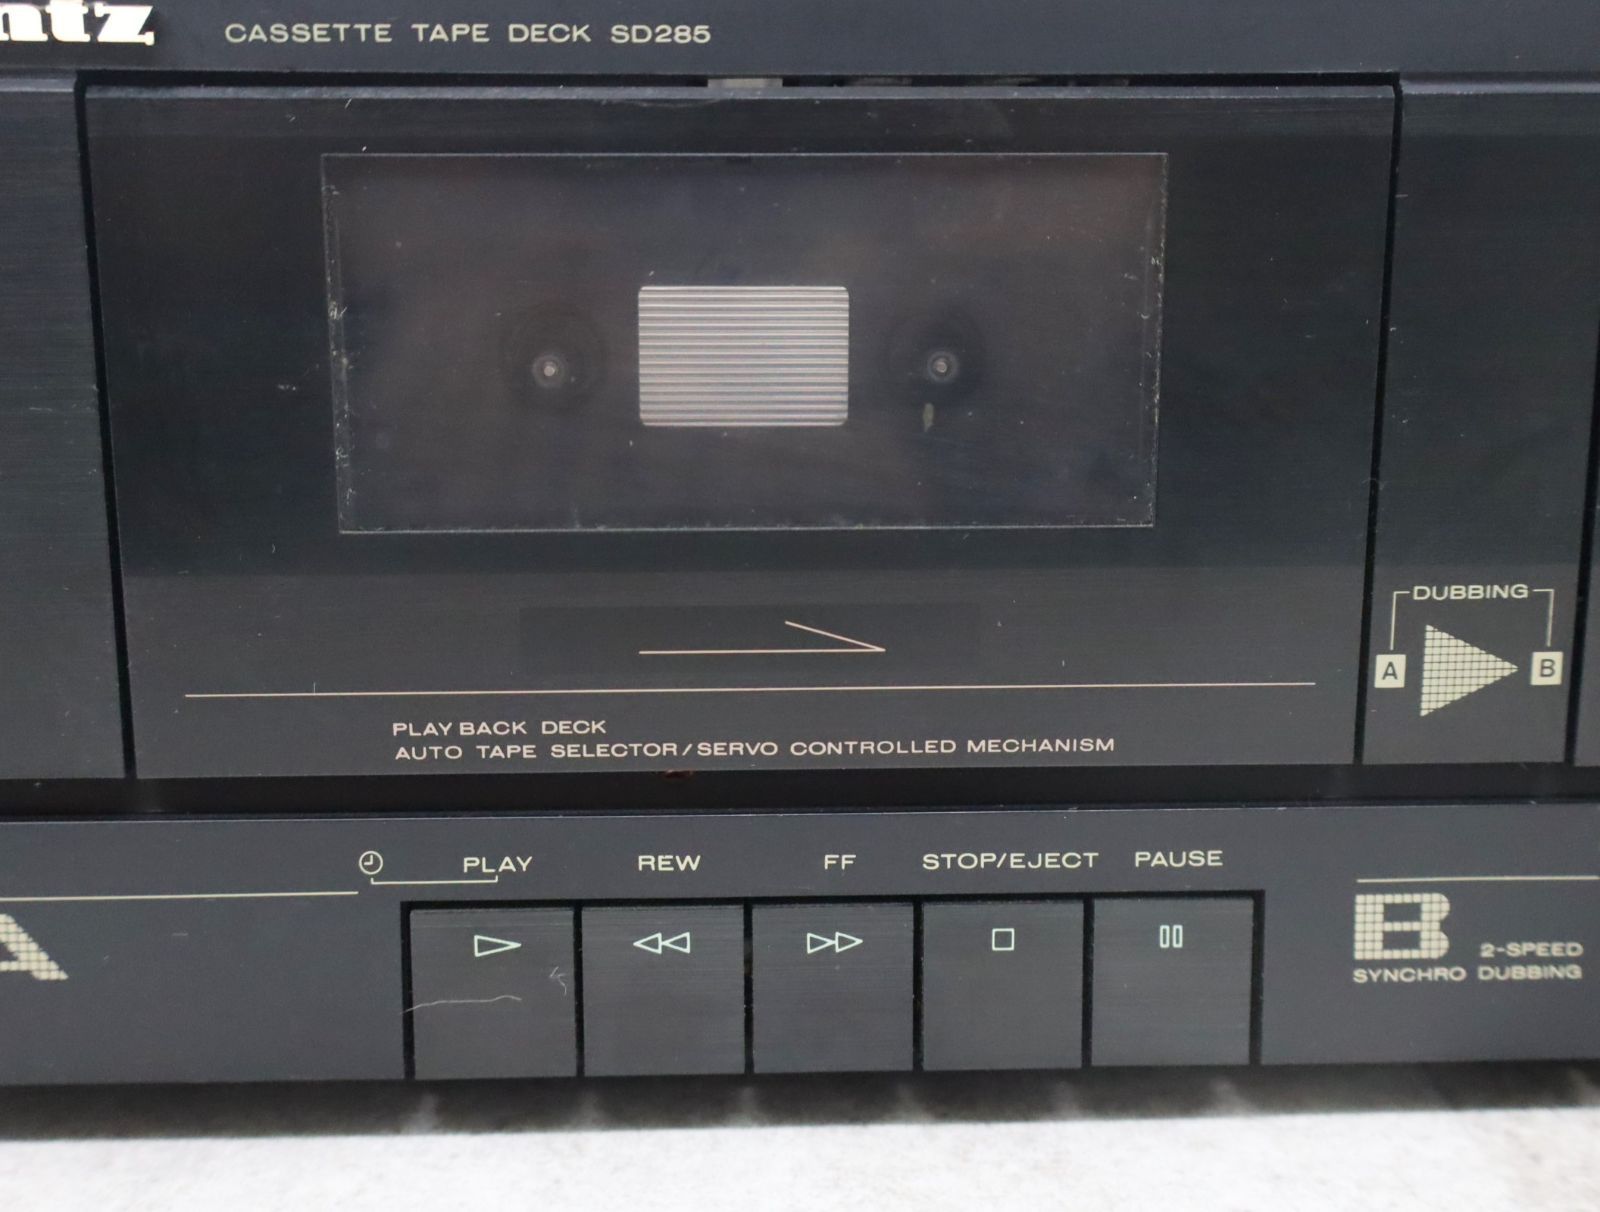 ntz
CASSETTE TAPE DECK SD285
DUBBING
A B
PLAY BACK DECK
AUTO TAPE SELECTOR/SERVO CONTROLLED MECHANISM
PLAY REW FF STOP/EJECT PAUSE
A
B 2-SPEED
SYNCHRO DUBBING